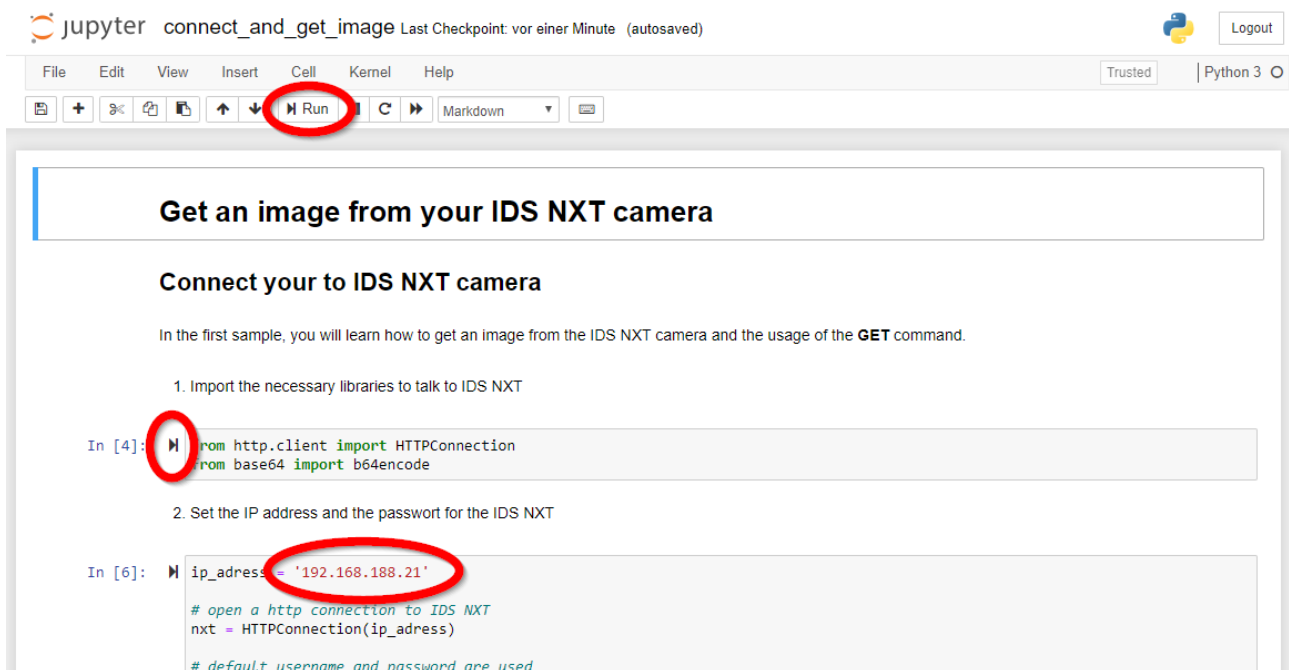 jupyter connect_and_get_image Last Checkpoint: vor einer Minute (autosaved) Logout
File Edit View Insert Cell Kernel Help Trusted Python 3
Run Markdown
Get an image from your IDS NXT camera
Connect your to IDS NXT camera
In the first sample, you will learn how to get an image from the IDS NXT camera and the usage of the GET command.
1. Import the necessary libraries to talk to IDS NXT
In [4]: from http.client import HTTPConnection
from base64 import b64encode
2. Set the IP address and the passwort for the IDS NXT
In [6]: ip_adress = '192.168.188.21'
# open a http connection to IDS NXT
nxt = HTTPConnection(ip_adress)
# default username and password are used